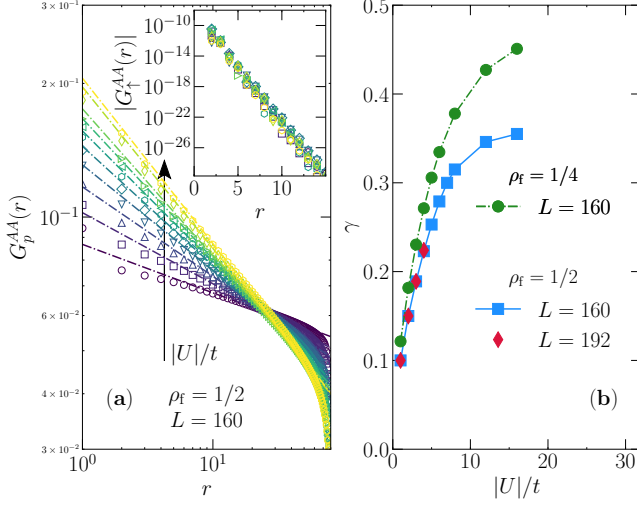 3 × 10⁻¹
2 × 10⁻¹
10⁻¹
6 × 10⁻²
4 × 10⁻²
3 × 10⁻²
G_p^{AA}(r)
10⁰
10¹
r
|G_↑^{AA}(r)|
10⁻¹⁰
10⁻¹⁴
10⁻¹⁸
10⁻²²
10⁻²⁶
0
5
10
r
|U|/t
(a)
ρ_f = 1/2
L = 160
γ
0.5
0.4
0.3
0.2
0.1
0.0
0
10
20
30
|U|/t
ρ_f = 1/4
L = 160
ρ_f = 1/2
L = 160
L = 192
(b)